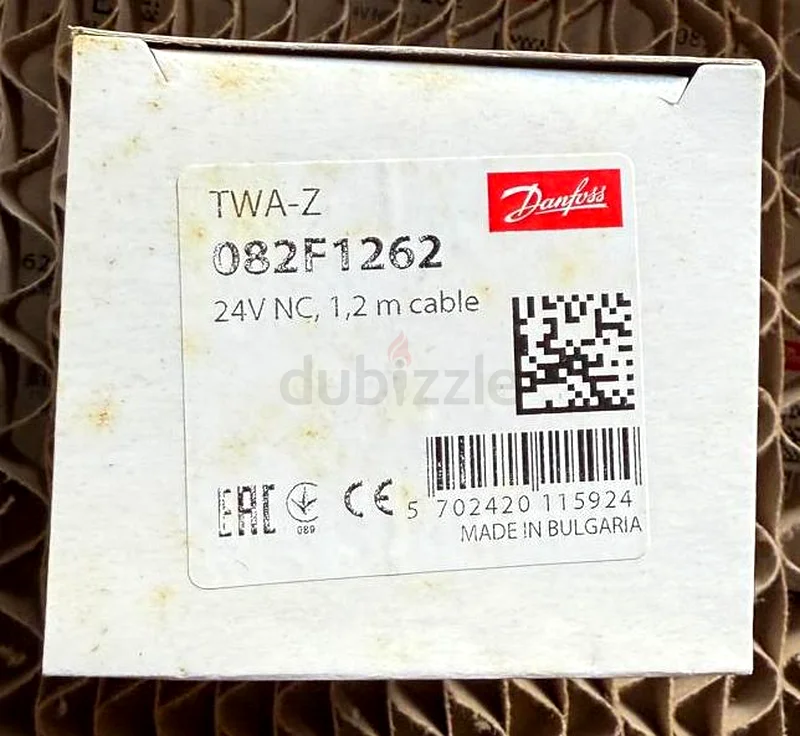 TWA-Z
Danfoss
082F1262
24V NC, 1,2 m cable
dubizzle
EAC
089
CE
5 702420 115924
MADE IN BULGARIA